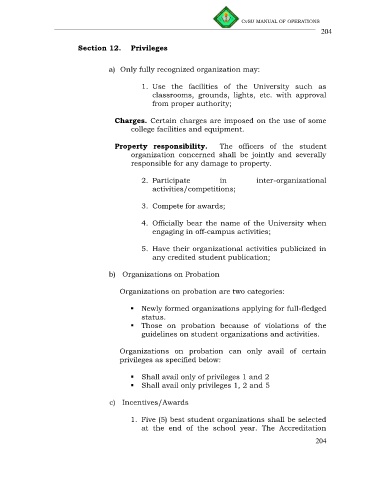 CvSU MANUAL OF OPERATIONS
204
Section 12. Privileges
a) Only fully recognized organization may:
1. Use the facilities of the University such as
classrooms, grounds, lights, etc. with approval
from proper authority;
Charges. Certain charges are imposed on the use of some
college facilities and equipment.
Property responsibility. The officers of the student
organization concerned shall be jointly and severally
responsible for any damage to property.
2. Participate in inter-organizational
activities/competitions;
3. Compete for awards;
4. Officially bear the name of the University when
engaging in off-campus activities;
5. Have their organizational activities publicized in
any credited student publication;
b) Organizations on Probation
Organizations on probation are two categories:
▪ Newly formed organizations applying for full-fledged
status.
▪ Those on probation because of violations of the
guidelines on student organizations and activities.
Organizations on probation can only avail of certain
privileges as specified below:
▪ Shall avail only of privileges 1 and 2
▪ Shall avail only privileges 1, 2 and 5
c) Incentives/Awards
1. Five (5) best student organizations shall be selected
at the end of the school year. The Accreditation
204